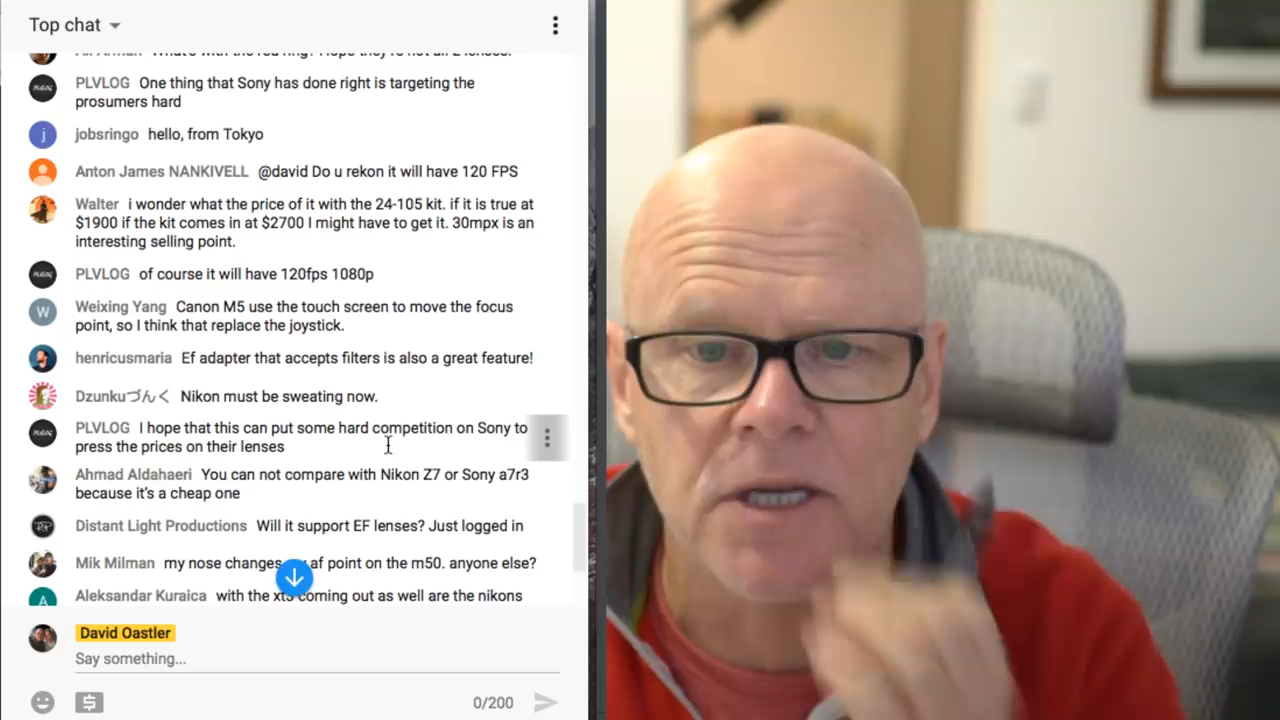 Top chat
PLVLOG One thing that Sony has done right is targeting the
prosumers hard
j
jobsringo hello, from Tokyo
Anton James NANKIVELL @david Do u rekon it will have 120 FPS
Walter i wonder what the price of it with the 24-105 kit. if it is true at
$1900 if the kit comes in at $2700 I might have to get it. 30mpx is an
interesting selling point.
PLVLOG of course it will have 120fps 1080p
W
Weixing Yang Canon M5 use the touch screen to move the focus
point, so I think that replace the joystick.
henricusmaria Ef adapter that accepts filters is also a great feature!
Dzunkuづんく Nikon must be sweating now.
PLVLOG I hope that this can put some hard competition on Sony to
press the prices on their lenses
Ahmad Aldahaeri You can not compare with Nikon Z7 or Sony a7r3
because it's a cheap one
Distant Light Productions Will it support EF lenses? Just logged in
Mik Milman my nose changes af point on the m50. anyone else?
A
Aleksandar Kuraica with the xt3 coming out as well are the nikons
David Oastler
Say something...
$
0/200